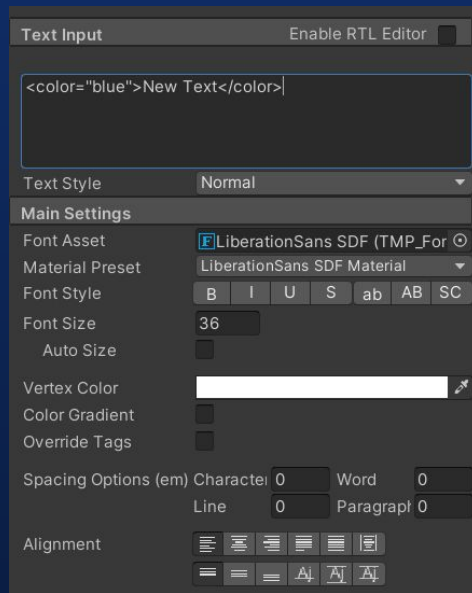 Text Input Enable RTL Editor
<color="blue">New Text</color>
Text Style Normal
Main Settings
Font Asset F LiberationSans SDF (TMP_For
Material Preset LiberationSans SDF Material
Font Style B I U S ab AB SC
Font Size 36
Auto Size
Vertex Color
Color Gradient
Override Tags
Spacing Options (em) Character 0 Word 0
Line 0 Paragraph 0
Alignment